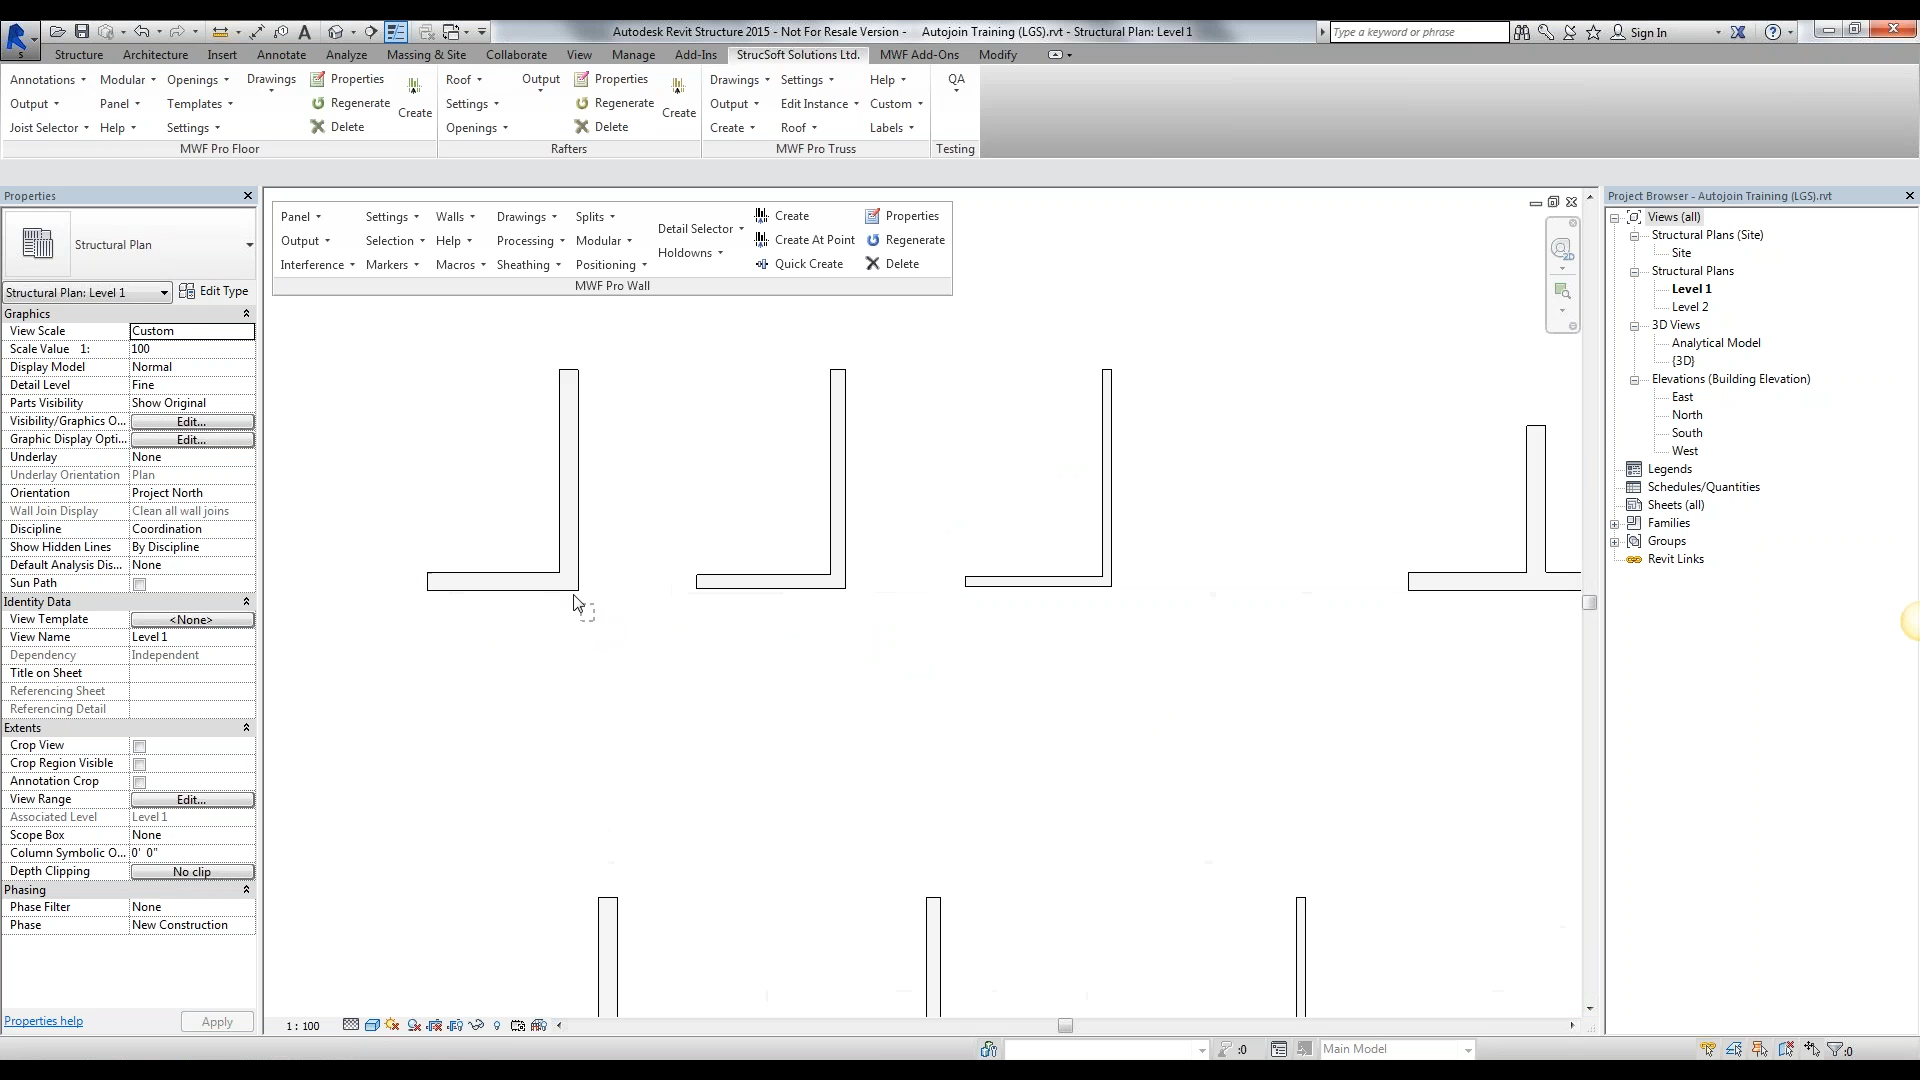 Autodesk Revit Structure 2015 - Not For Resale Version - Autojoin Training (LGS).rvt - Structural Plan: Level 1
Type a keyword or phrase
Sign In
Structure Architecture Insert Annotate Analyze Massing & Site Collaborate View Manage Add-Ins StrucSoft Solutions Ltd. MWF Add-Ons Modify
Annotations Modular Openings Drawings Properties Roof Output Properties Drawings Settings Help QA
Output Panel Templates Regenerate Create Settings Regenerate Create Output Edit Instance Custom
Joist Selector Help Settings Delete Openings Delete Create Roof Labels
MWF Pro Floor Rafters MWF Pro Truss Testing
Properties
Structural Plan
Structural Plan: Level 1 Edit Type
Graphics
View Scale Custom
Scale Value 1: 100
Display Model Normal
Detail Level Fine
Parts Visibility Show Original
Visibility/Graphics O... Edit...
Graphic Display Opti... Edit...
Underlay None
Underlay Orientation Plan
Orientation Project North
Wall Join Display Clean all wall joins
Discipline Coordination
Show Hidden Lines By Discipline
Default Analysis Dis... None
Sun Path
Identity Data
View Template <None>
View Name Level 1
Dependency Independent
Title on Sheet
Referencing Sheet
Referencing Detail
Extents
Crop View
Crop Region Visible
Annotation Crop
View Range Edit...
Associated Level Level 1
Scope Box None
Column Symbolic O... 0' 0"
Depth Clipping No clip
Phasing
Phase Filter None
Phase New Construction
Properties help Apply
Panel Settings Walls Drawings Splits Detail Selector Create Properties
Output Selection Help Processing Modular Holdowns Create At Point Regenerate
Interference Markers Macros Sheathing Positioning Quick Create Delete
MWF Pro Wall
2D
1 : 100
Project Browser - Autojoin Training (LGS).rvt
Views (all)
Structural Plans (Site)
Site
Structural Plans
Level 1
Level 2
3D Views
Analytical Model
{3D}
Elevations (Building Elevation)
East
North
South
West
Legends
Schedules/Quantities
Sheets (all)
Families
Groups
Revit Links
:0 Main Model :0